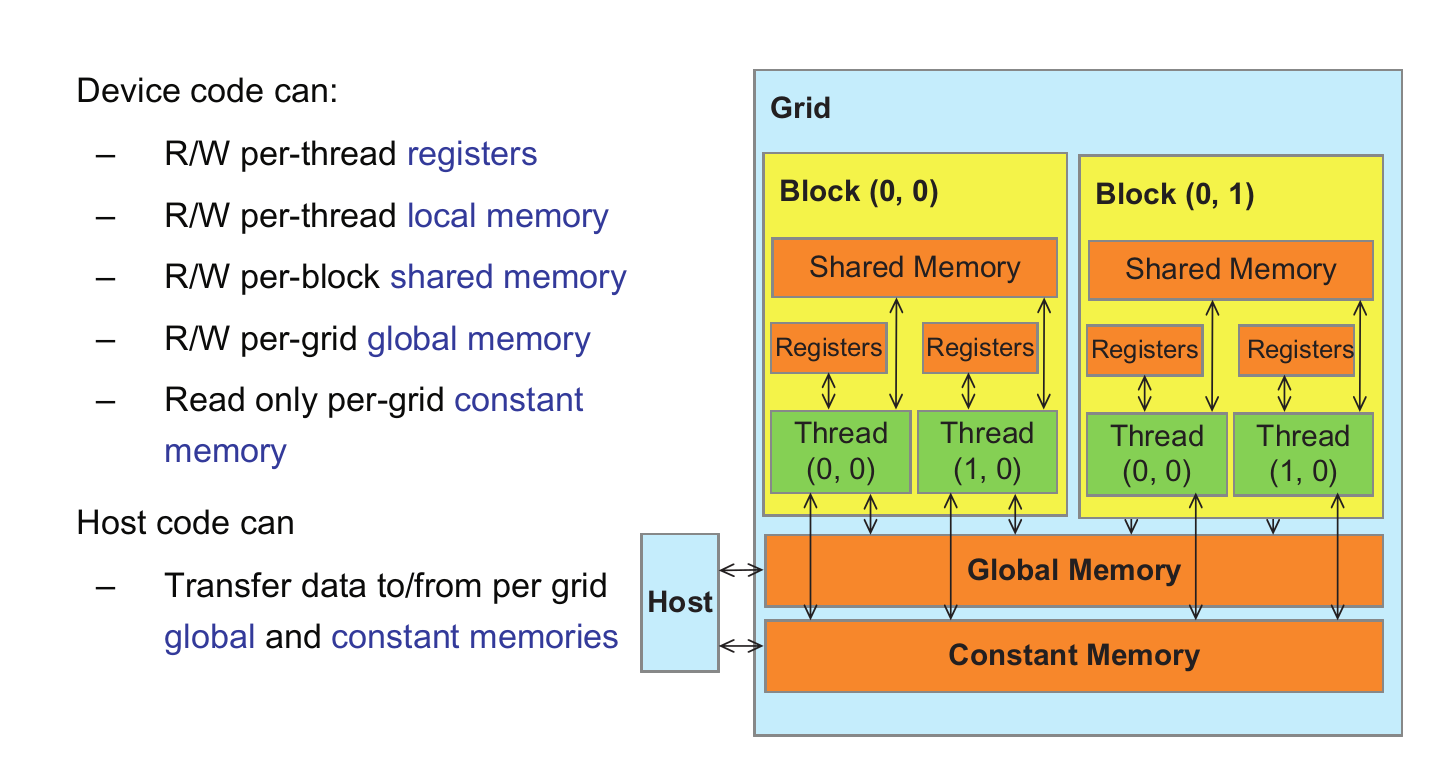 Device code can:
– R/W per-thread registers
– R/W per-thread local memory
– R/W per-block shared memory
– R/W per-grid global memory
– Read only per-grid constant
memory
Host code can
– Transfer data to/from per grid
global and constant memories
Grid
Block (0, 0)
Shared Memory
Registers
Registers
Thread
(0, 0)
Thread
(1, 0)
Block (0, 1)
Shared Memory
Registers
Registers
Thread
(0, 0)
Thread
(1, 0)
Host
Global Memory
Constant Memory